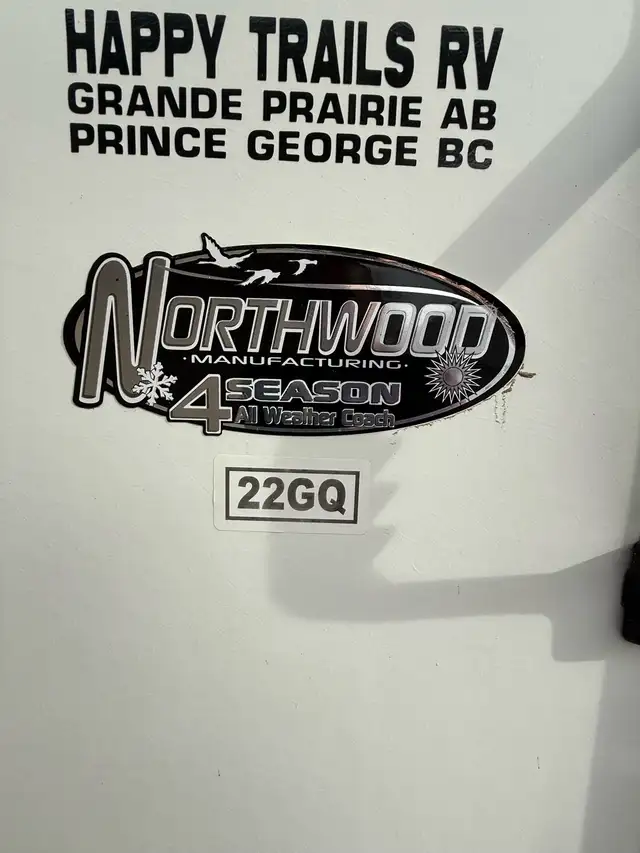 HAPPY TRAILS RV
GRANDE PRAIRIE AB
PRINCE GEORGE BC
NORTHWOOD
·MANUFACTURING·
4 SEASON
All Weather Coach
22GQ